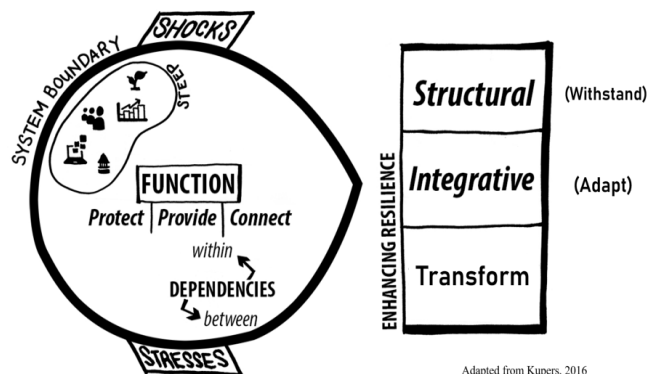 SHOCKS
SYSTEM BOUNDARY
STEEP
FUNCTION
Protect Provide Connect
within
DEPENDENCIES
between
STRESSES
ENHANCING RESILIENCE
Structural (Withstand)
Integrative (Adapt)
Transform
Adapted from Kupers, 2016